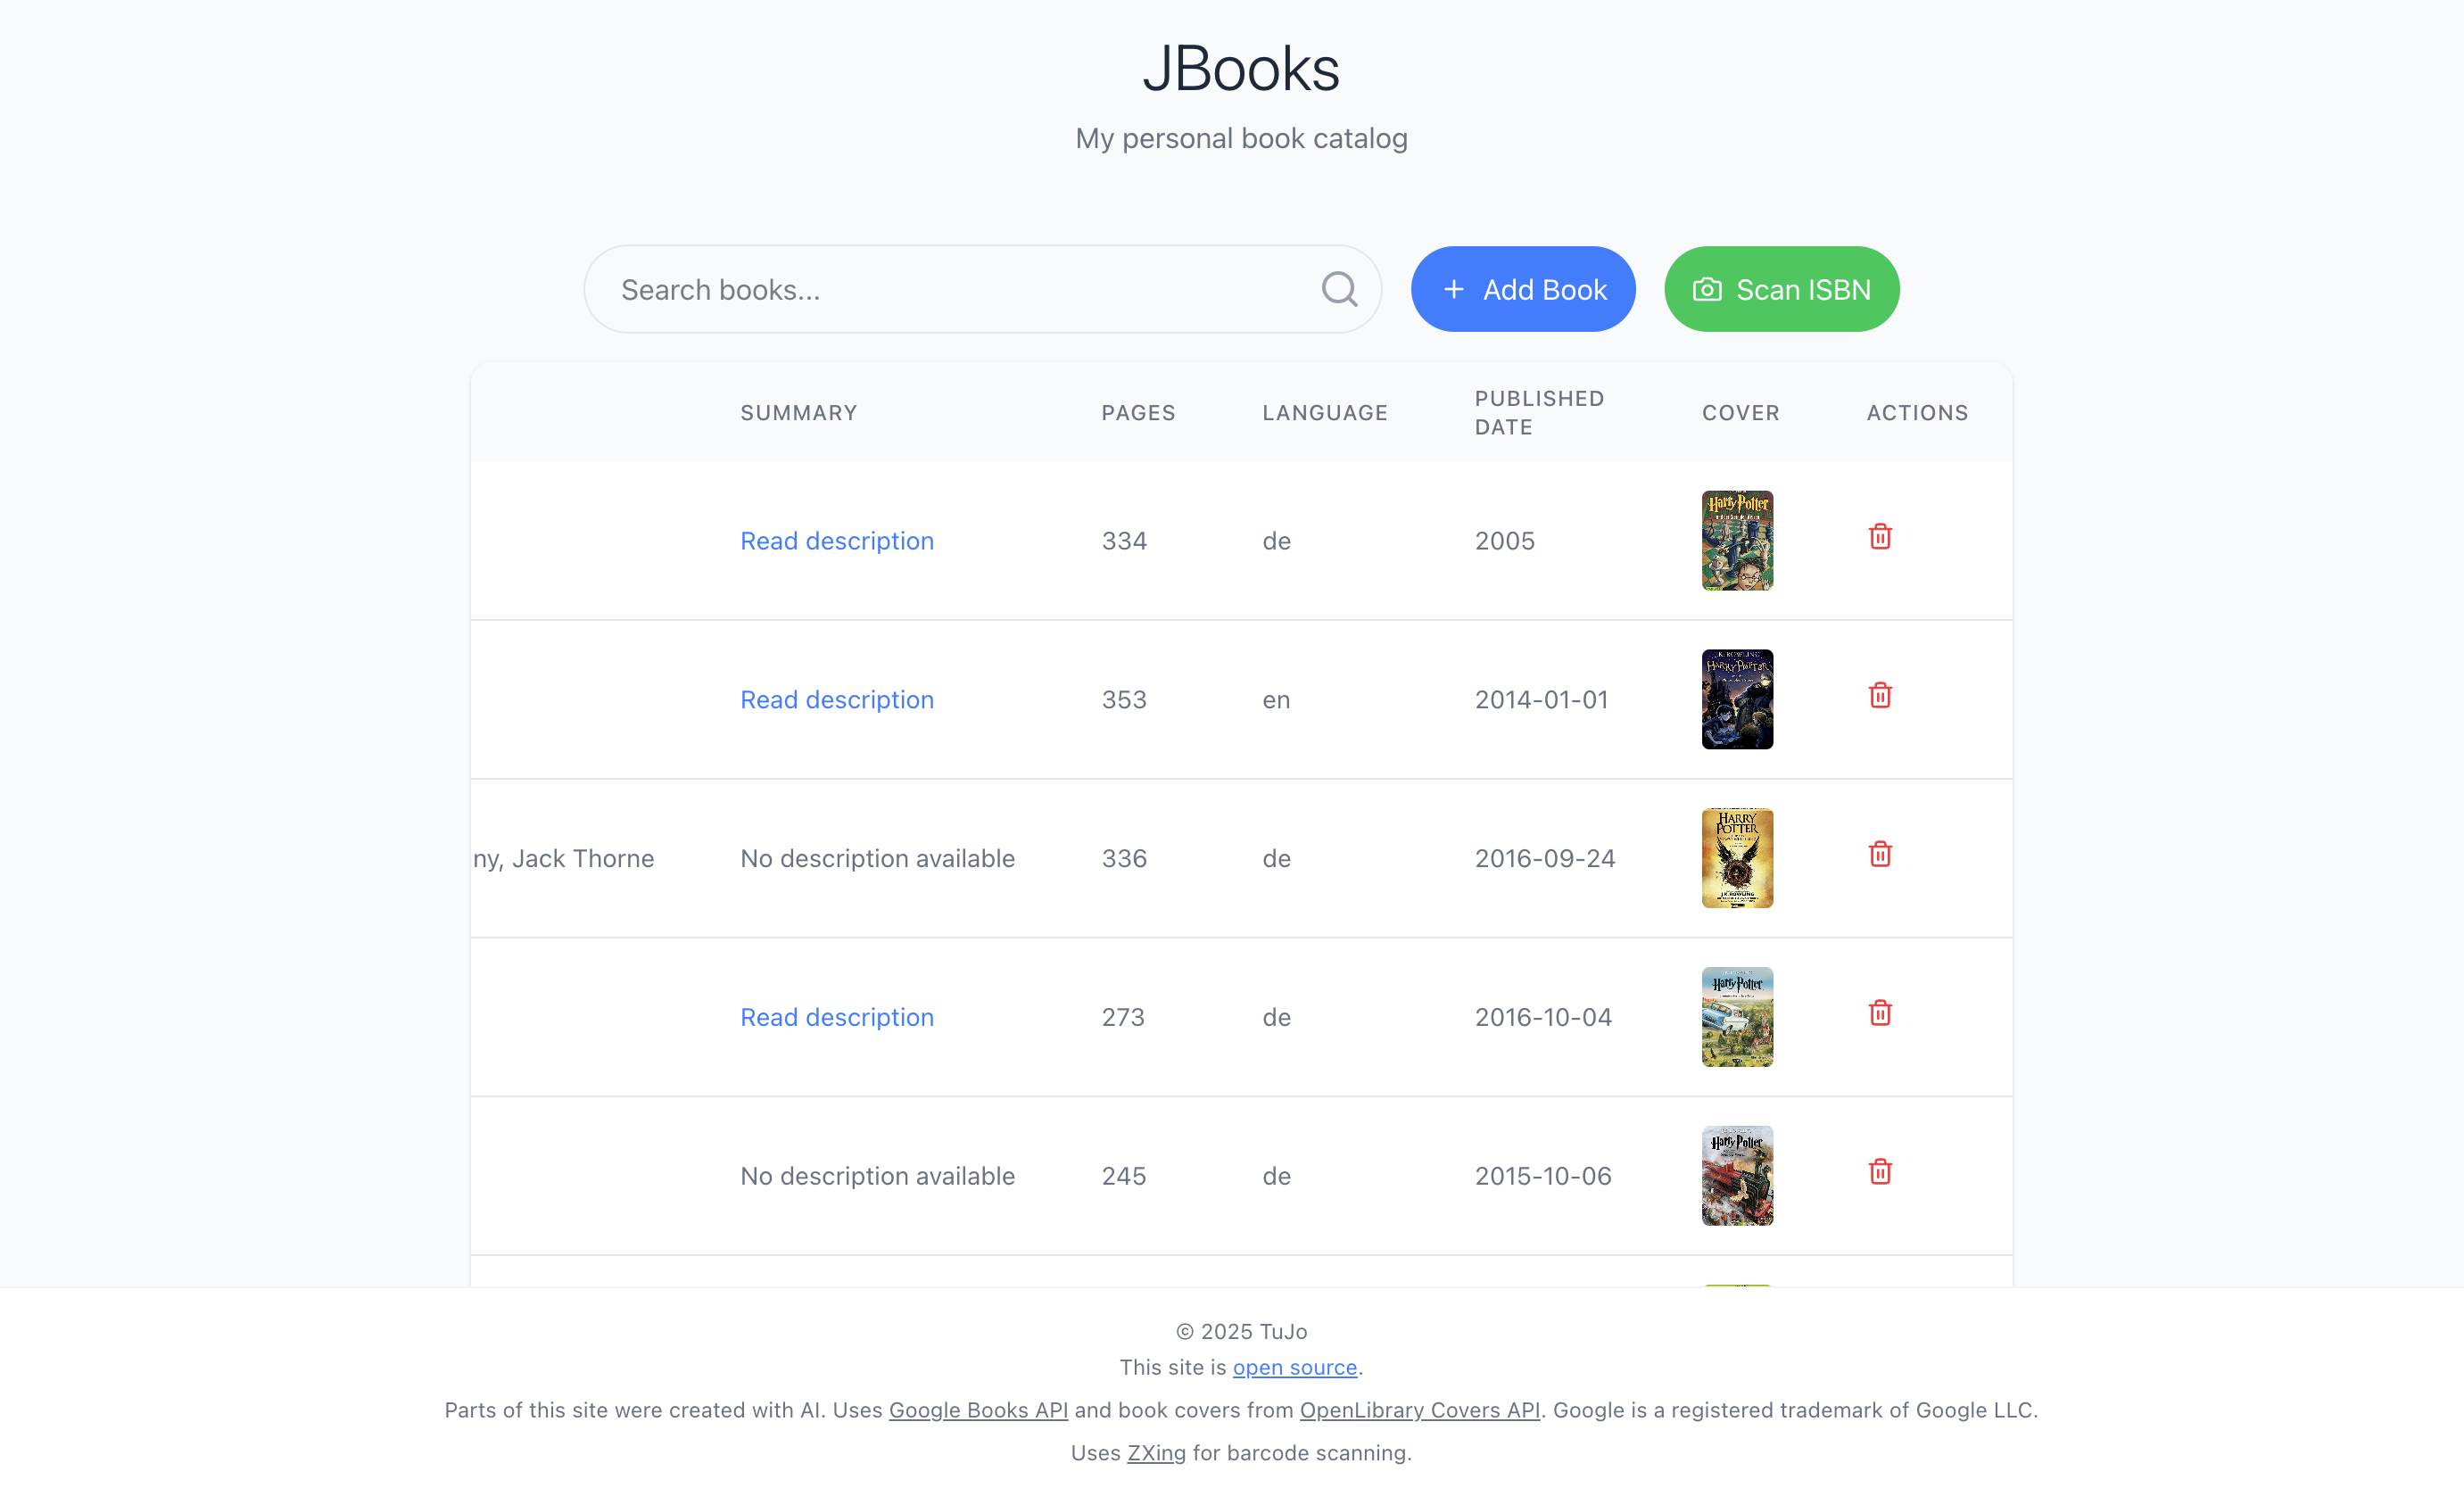 JBooks
My personal book catalog
Search books...
Add Book
Scan ISBN
SUMMARY
PAGES
LANGUAGE
PUBLISHED
DATE
COVER
ACTIONS
Read description
334
de
2005
Harry Potter
Read description
353
en
2014-01-01
J.K. ROWLING
HARRY POTTER
ny, Jack Thorne
No description available
336
de
2016-09-24
HARRY
POTTER
J.K. ROWLING
Read description
273
de
2016-10-04
Harry Potter
No description available
245
de
2015-10-06
Harry Potter
© 2025 TuJo
This site is open source.
Parts of this site were created with AI. Uses Google Books API and book covers from OpenLibrary Covers API. Google is a registered trademark of Google LLC.
Uses ZXing for barcode scanning.